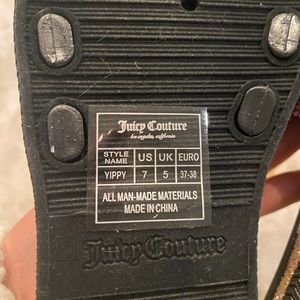 Juicy Couture
los angeles, california
STYLE NAME US UK EURO
YIPPY 7 5 37-38
ALL MAN-MADE MATERIALS
MADE IN CHINA
Juicy Couture